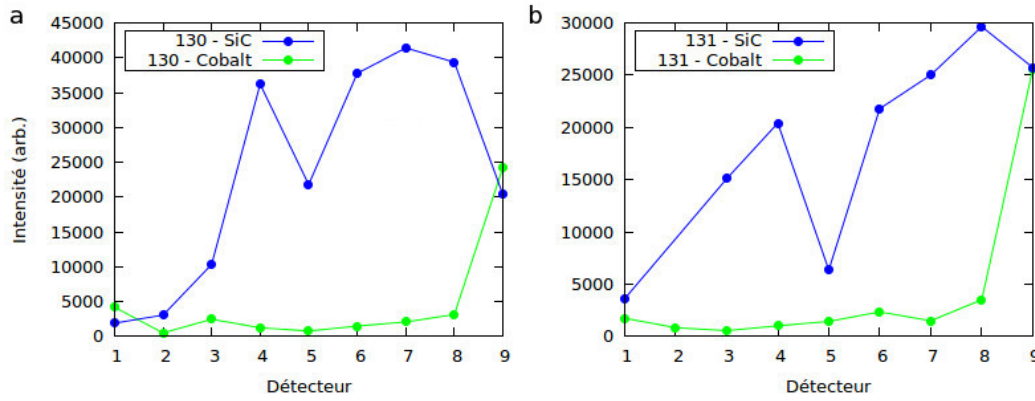 a
45000
40000
35000
30000
25000
20000
15000
10000
5000
0
Intensité (arb.)
130 - SiC
130 - Cobalt
1 2 3 4 5 6 7 8 9
Détecteur
b
30000
25000
20000
15000
10000
5000
0
131 - SiC
131 - Cobalt
1 2 3 4 5 6 7 8 9
Détecteur